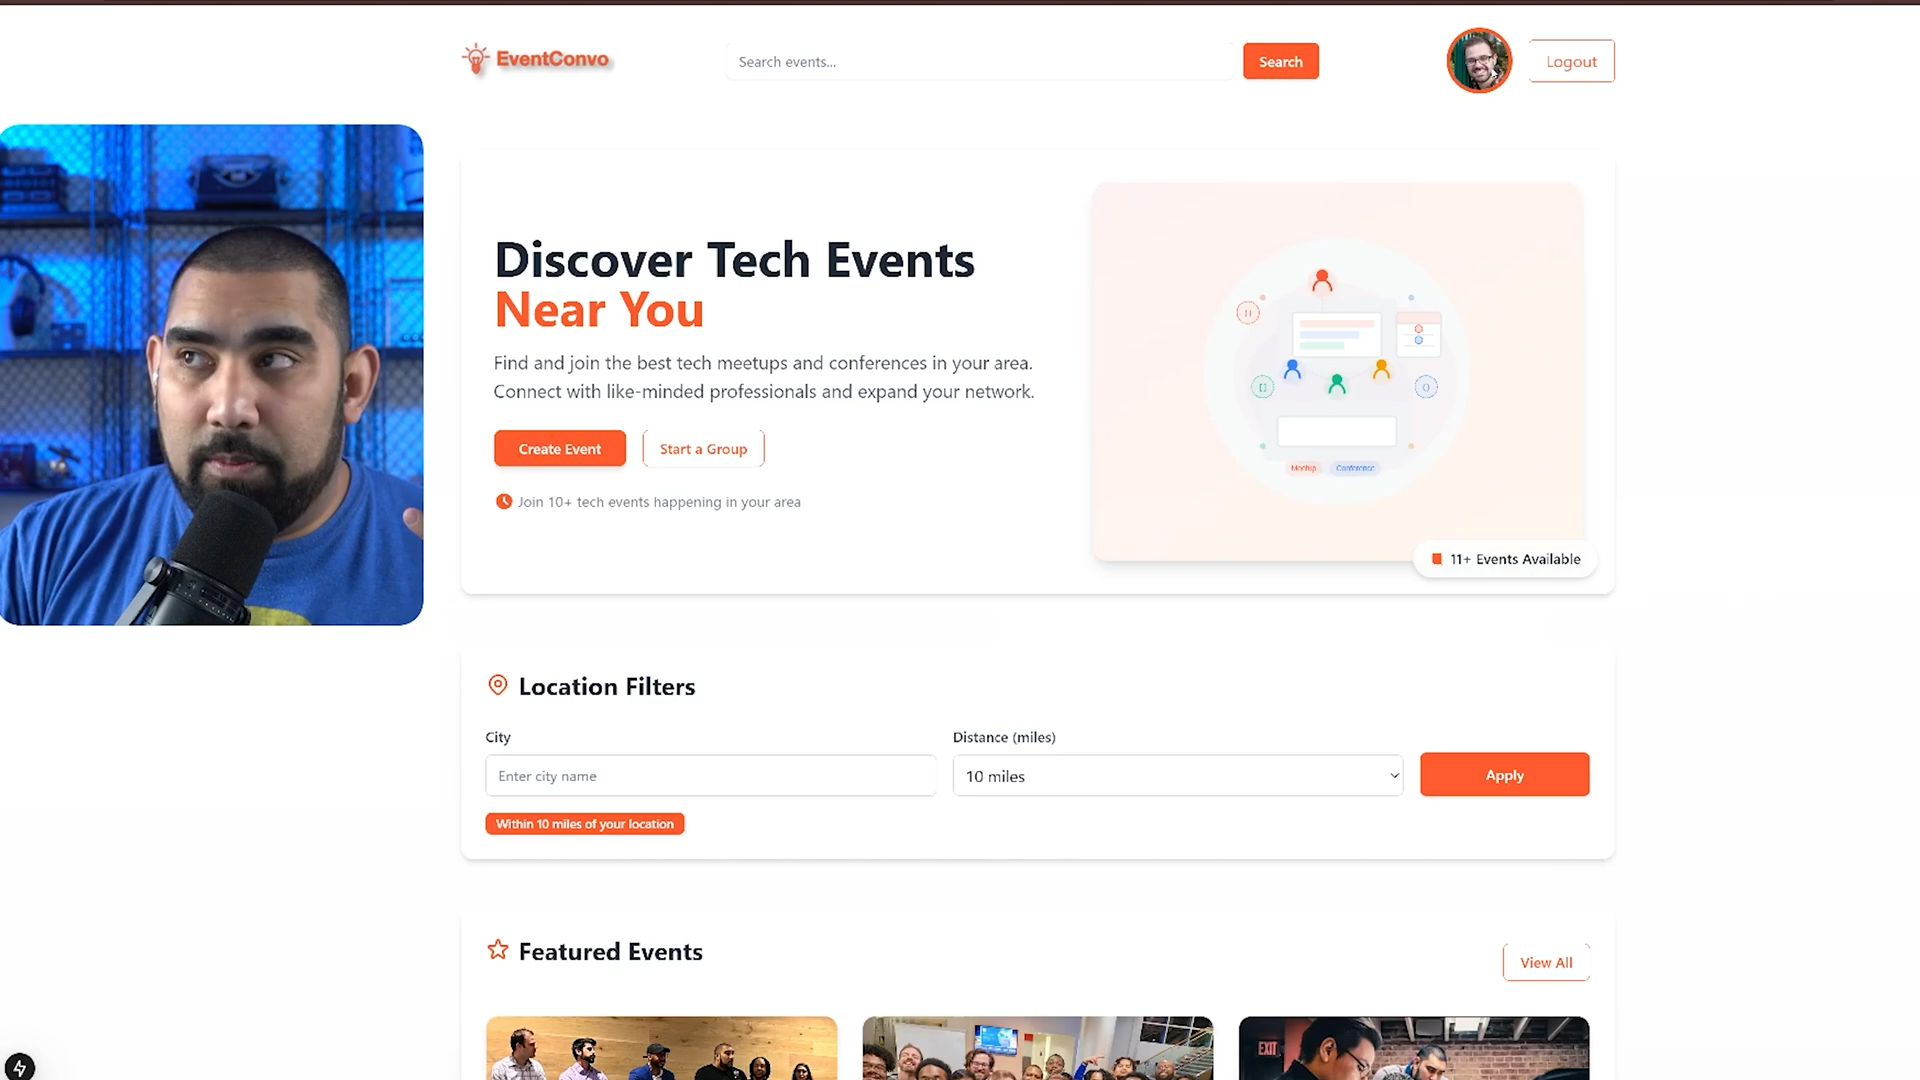 EventConvo
Search events...
Search
Logout
Discover Tech Events
Near You
Find and join the best tech meetups and conferences in your area.
Connect with like-minded professionals and expand your network.
Create Event
Start a Group
Join 10+ tech events happening in your area
Meetup
Conference
11+ Events Available
Location Filters
City
Distance (miles)
Enter city name
10 miles
Apply
Within 10 miles of your location
Featured Events
View All
EXIT